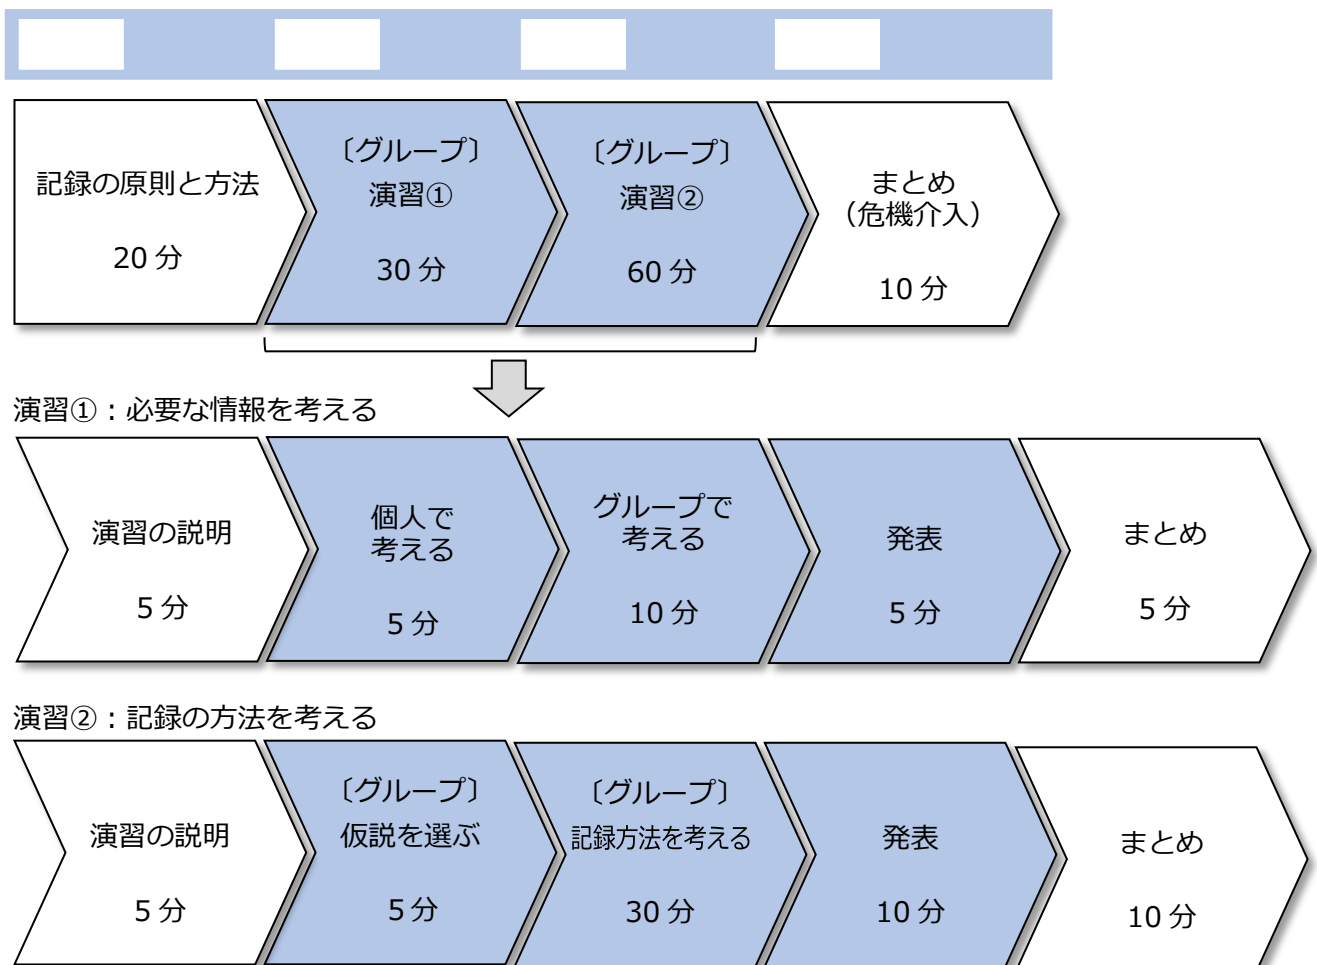 記録の原則と方法
20 分
〔グループ〕
演習①
30 分
〔グループ〕
演習②
60 分
まとめ
（危機介入）
10 分
演習①：必要な情報を考える
演習の説明
5 分
個人で
考える
5 分
グループで
考える
10 分
発表
5 分
まとめ
5 分
演習②：記録の方法を考える
演習の説明
5 分
〔グループ〕
仮説を選ぶ
5 分
〔グループ〕
記録方法を考える
30 分
発表
10 分
まとめ
10 分